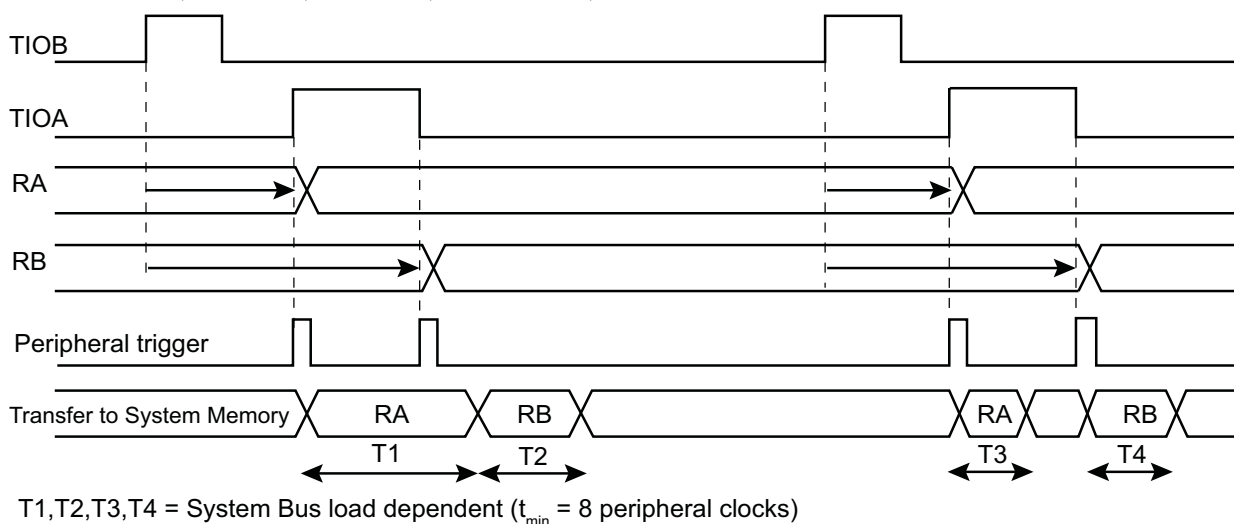 TIOB
TIOA
RA
RB
Peripheral trigger
Transfer to System Memory RA RB RA RB
T1 T2 T3 T4
T1,T2,T3,T4 = System Bus load dependent (tmin = 8 peripheral clocks)